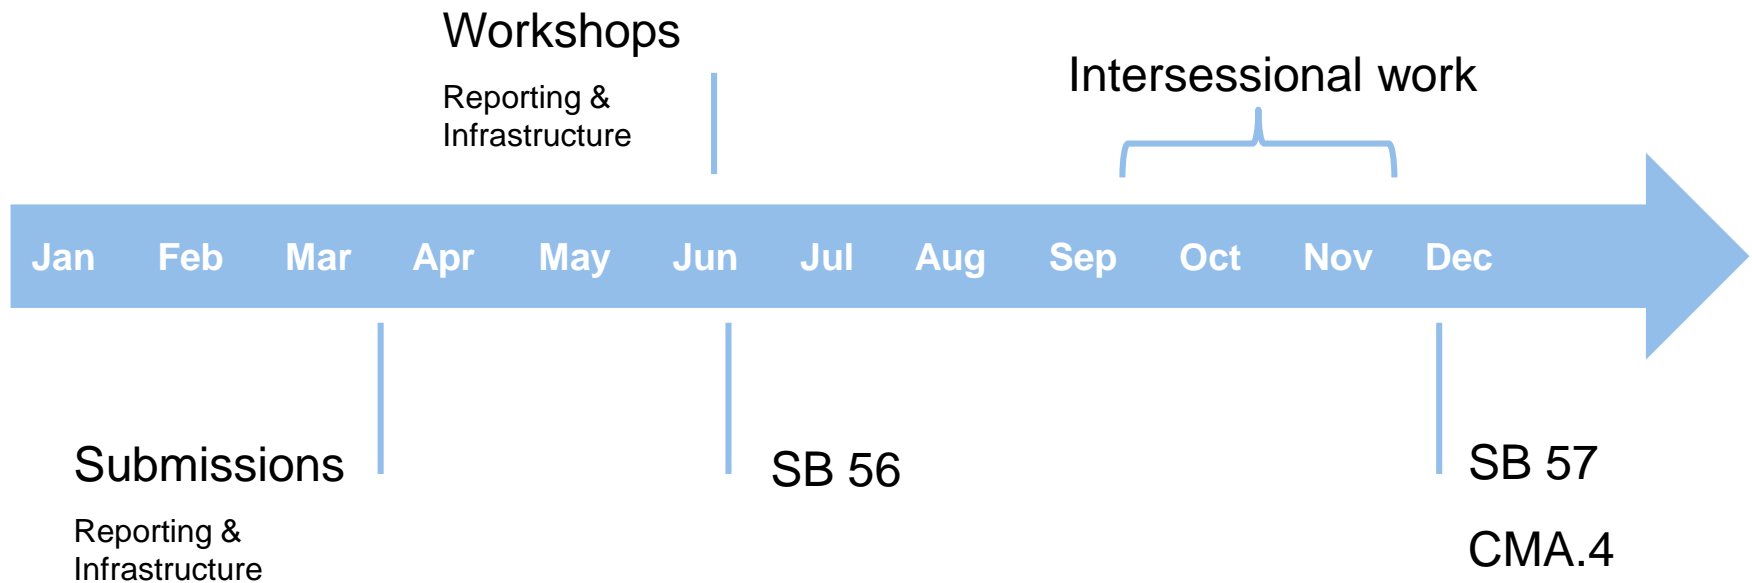 Workshops
Reporting &
Infrastructure
Intersessional work
Jan Feb Mar Apr May Jun Jul Aug Sep Oct Nov Dec
Submissions
Reporting &
Infrastructure
SB 56
SB 57
CMA.4